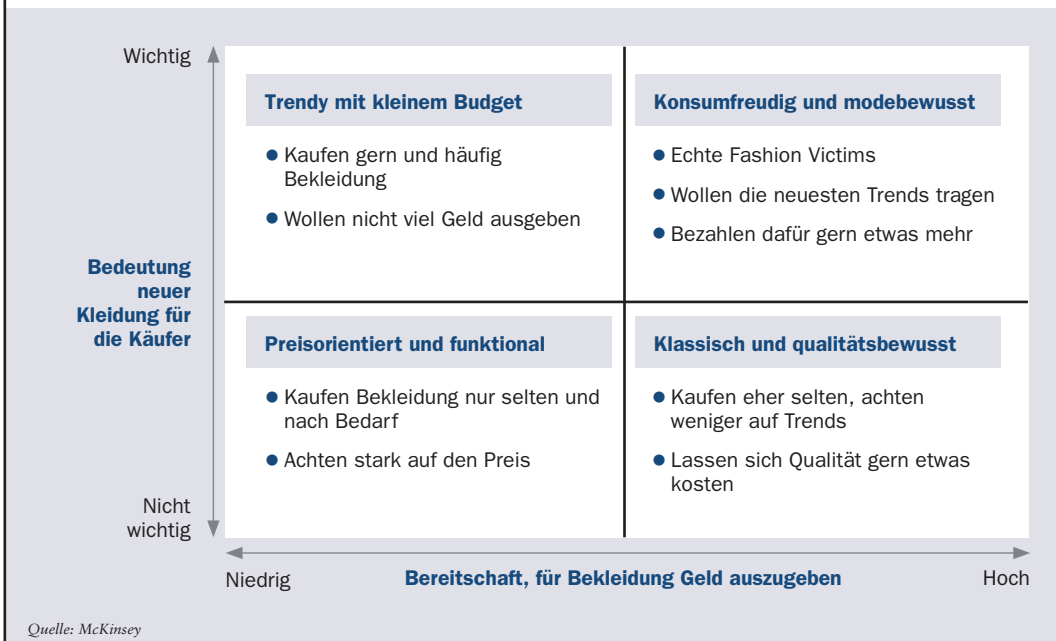 Wichtig
Trendy mit kleinem Budget
● Kaufen gern und häufig
Bekleidung
● Wollen nicht viel Geld ausgeben
Konsumfreudig und modebewusst
● Echte Fashion Victims
● Wollen die neuesten Trends tragen
● Bezahlen dafür gern etwas mehr
Bedeutung
neuer
Kleidung für
die Käufer
Preisorientiert und funktional
● Kaufen Bekleidung nur selten und
nach Bedarf
● Achten stark auf den Preis
Klassisch und qualitätsbewusst
● Kaufen eher selten, achten
weniger auf Trends
● Lassen sich Qualität gern etwas
kosten
Nicht
wichtig
Niedrig
Bereitschaft, für Bekleidung Geld auszugeben
Hoch
Quelle: McKinsey